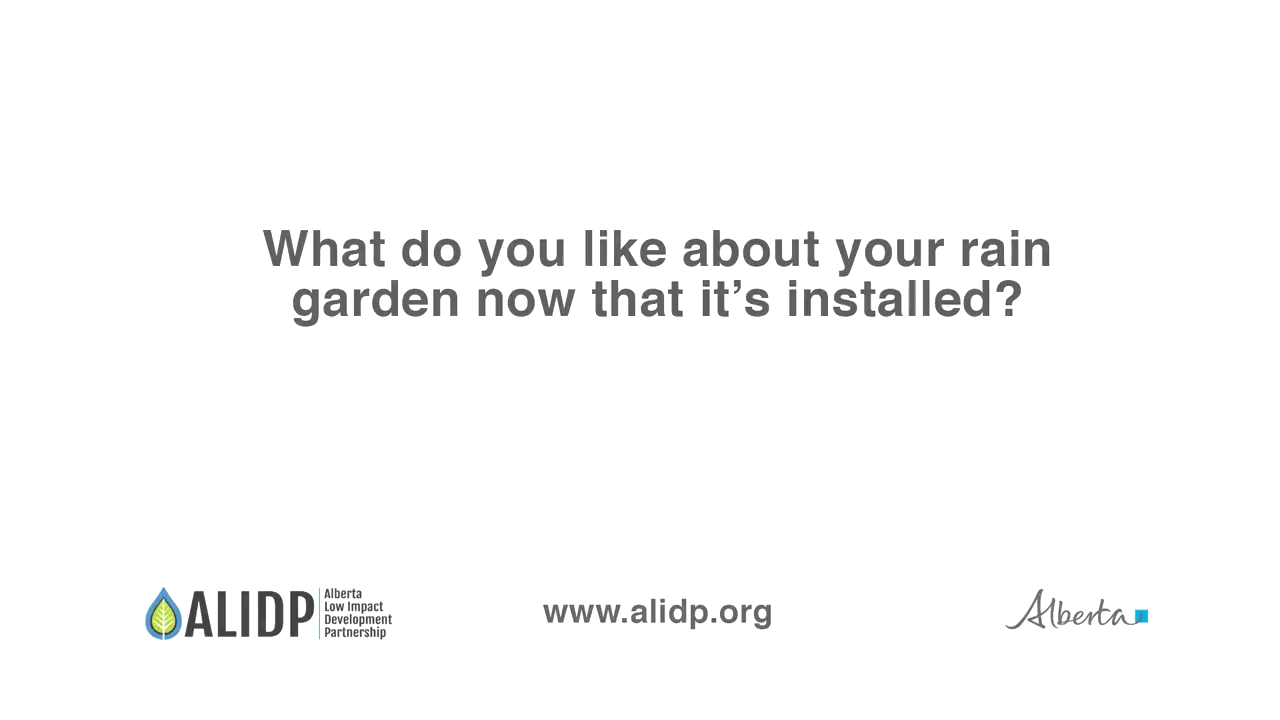 What do you like about your rain
garden now that it’s installed?
ALIDP
Alberta
Low Impact
Development
Partnership
www.alidp.org
Alberta